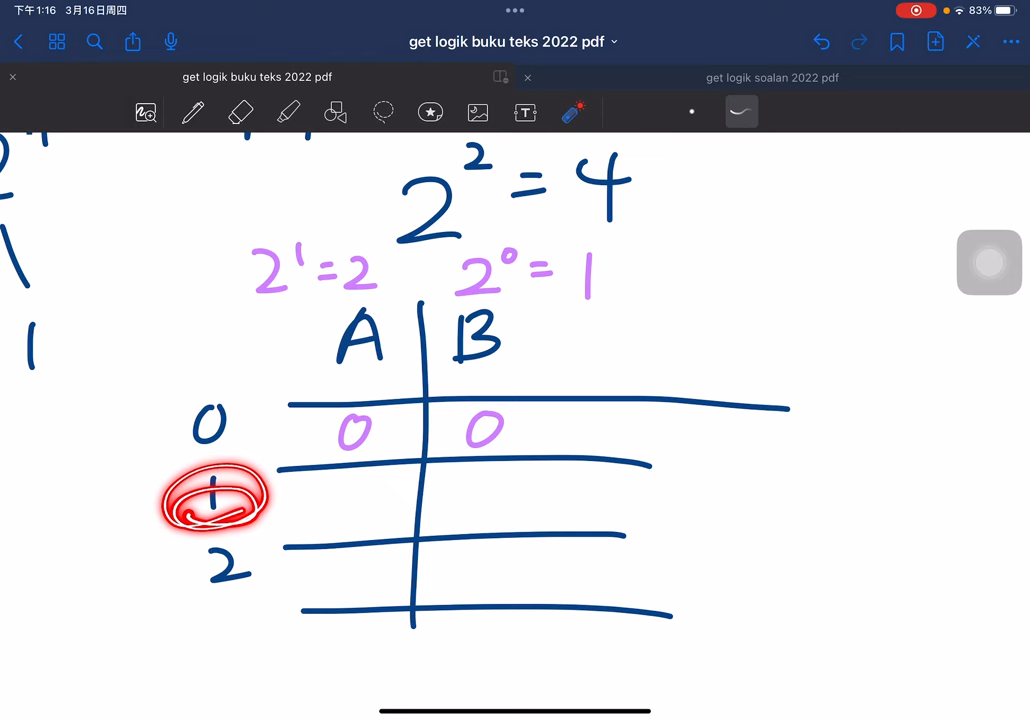 下午1:16 3月16日周四
83%
get logik buku teks 2022 pdf
get logik buku teks 2022 pdf
get logik soalan 2022 pdf
T
2² = 4
2¹ = 2 2⁰ = 1
A B
1
0 0 0
1
2